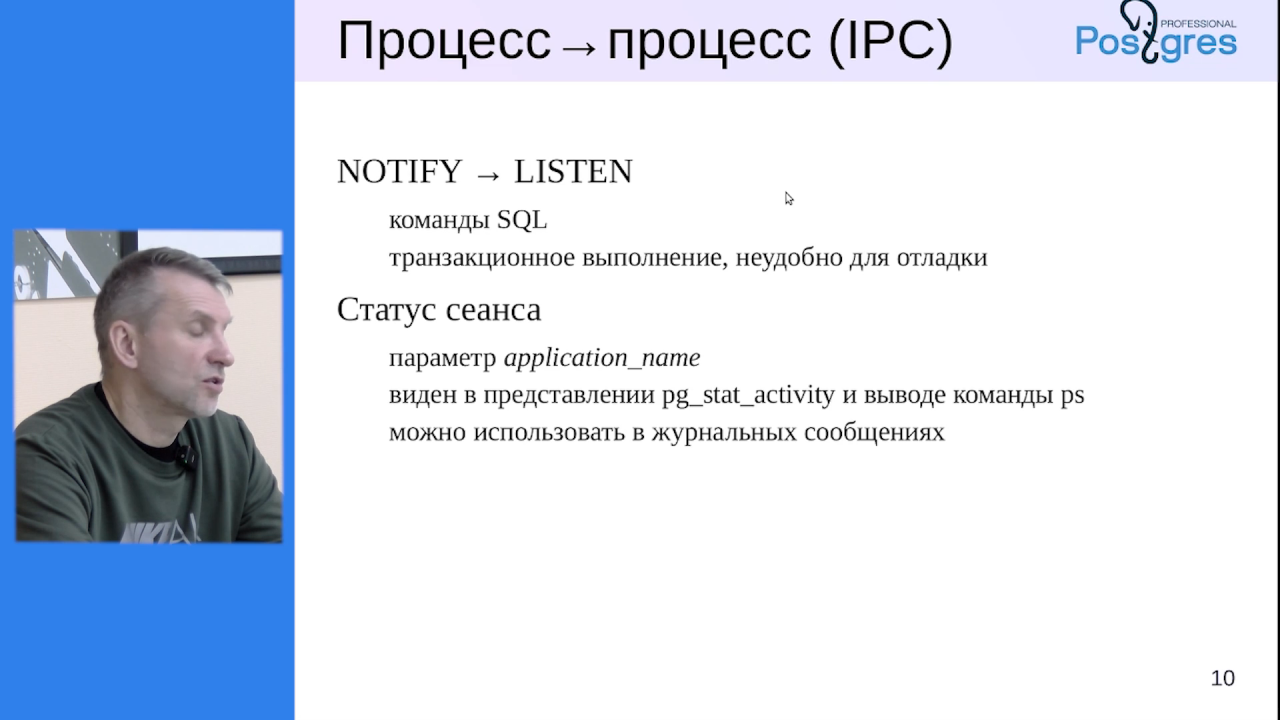 Процесс→процесс (IPC)
PROFESSIONAL
Postgres
NOTIFY → LISTEN
команды SQL
транзакционное выполнение, неудобно для отладки
Статус сеанса
параметр application_name
виден в представлении pg_stat_activity и выводе команды ps
можно использовать в журнальных сообщениях
10